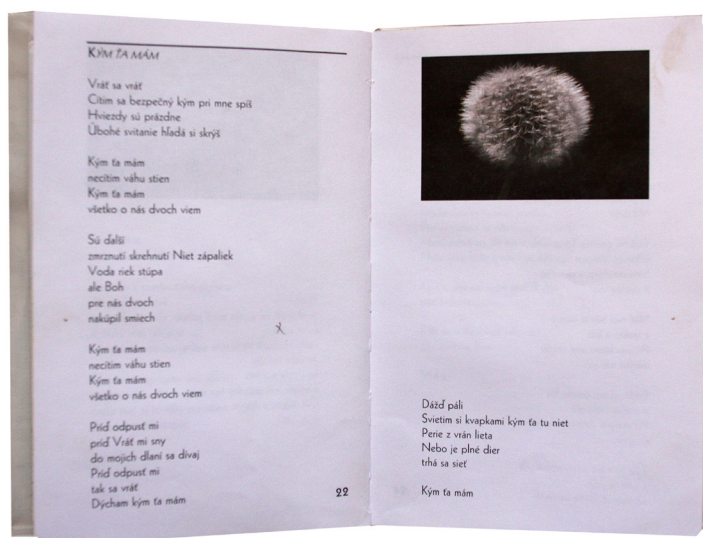 KÝM ŤA MÁM
Vráť sa vráť
Cítim sa bezpečný kým pri mne spíš
Hviezdy sú prázdne
Úbohé svitanie hľadá si skrýš
Kým ťa mám
necítim váhu stien
Kým ťa mám
všetko o nás dvoch viem
Sú ďalší
zmrznutí skrehnutí Niet zápaliek
Voda riek stúpa
ale Boh
pre nás dvoch
nakúpil smiech
Kým ťa mám
necítim váhu stien
Kým ťa mám
všetko o nás dvoch viem
Príď odpusť mi
príď Vráť mi sny
do mojich dlaní sa dívaj
Príď odpusť mi
tak sa vráť
Dýcham kým ťa mám
22
Dážď páli
Svietim si kvapkami kým ťa tu niet
Perie z vrán lieta
Nebo je plné dier
trhá sa sieť
Kým ťa mám